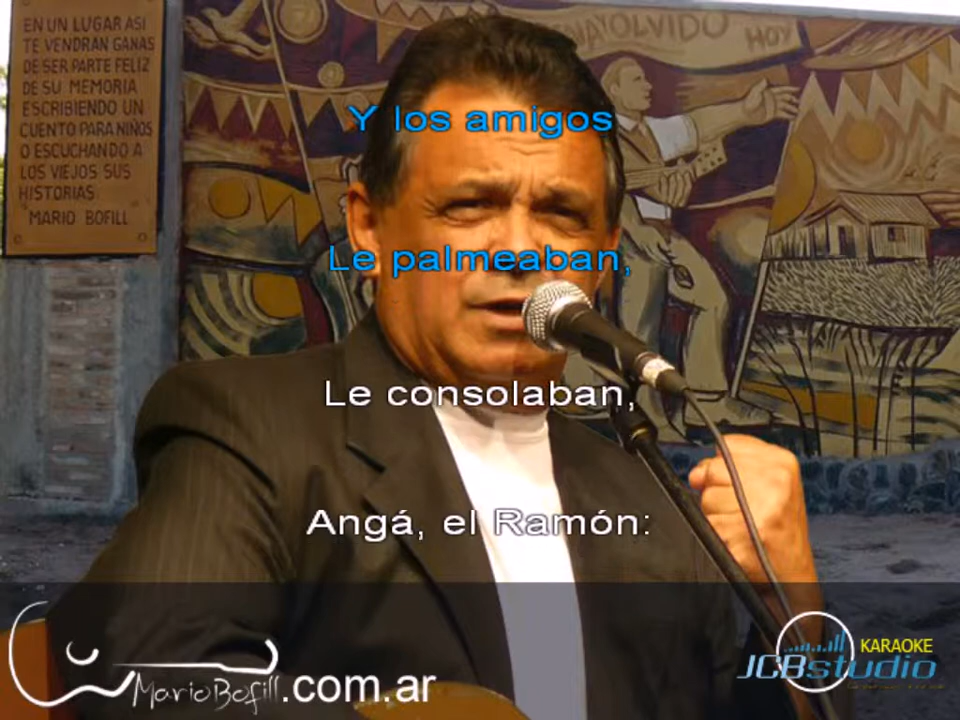 EN UN LUGAR ASI
TE VENDRAN GANAS
DE SER PARTE FELIZ
DE SU MEMORIA
ESCRIBIENDO UN
CUENTO PARA NIÑOS
O ESCUCHANDO A
LOS VIEJOS SUS
HISTORIAS
MARIO BOFILL
OLVIDO
HOY
Y los amigos
Le palmeaban,
Le consolaban,
Angá, el Ramón:
MarioBofill.com.ar
KARAOKE
JCBstudio